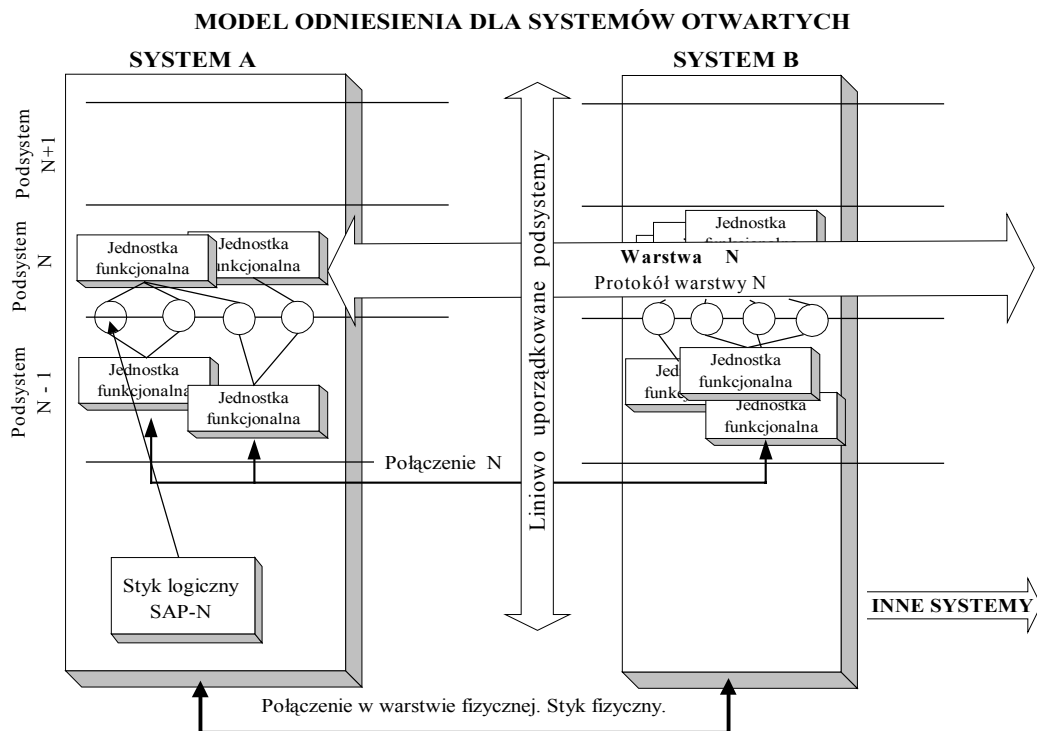 MODEL ODNIESIENIA DLA SYSTEMÓW OTWARTYCH
SYSTEM A
SYSTEM B
Podsystem
N+1
Podsystem
N
Podsystem
N - 1
Jednostka
funkcjonalna
Jednostka
funkcjonalna
Jednostka
funkcjonalna
Jednostka
funkcjonalna
Liniowo uporządkowane podsystemy
Jednostka
Warstwa N
Protokół warstwy N
Jednostka
funkcjonalna
Jednostka
funkcjonalna
Połączenie N
Styk logiczny
SAP-N
INNE SYSTEMY
Połączenie w warstwie fizycznej. Styk fizyczny.